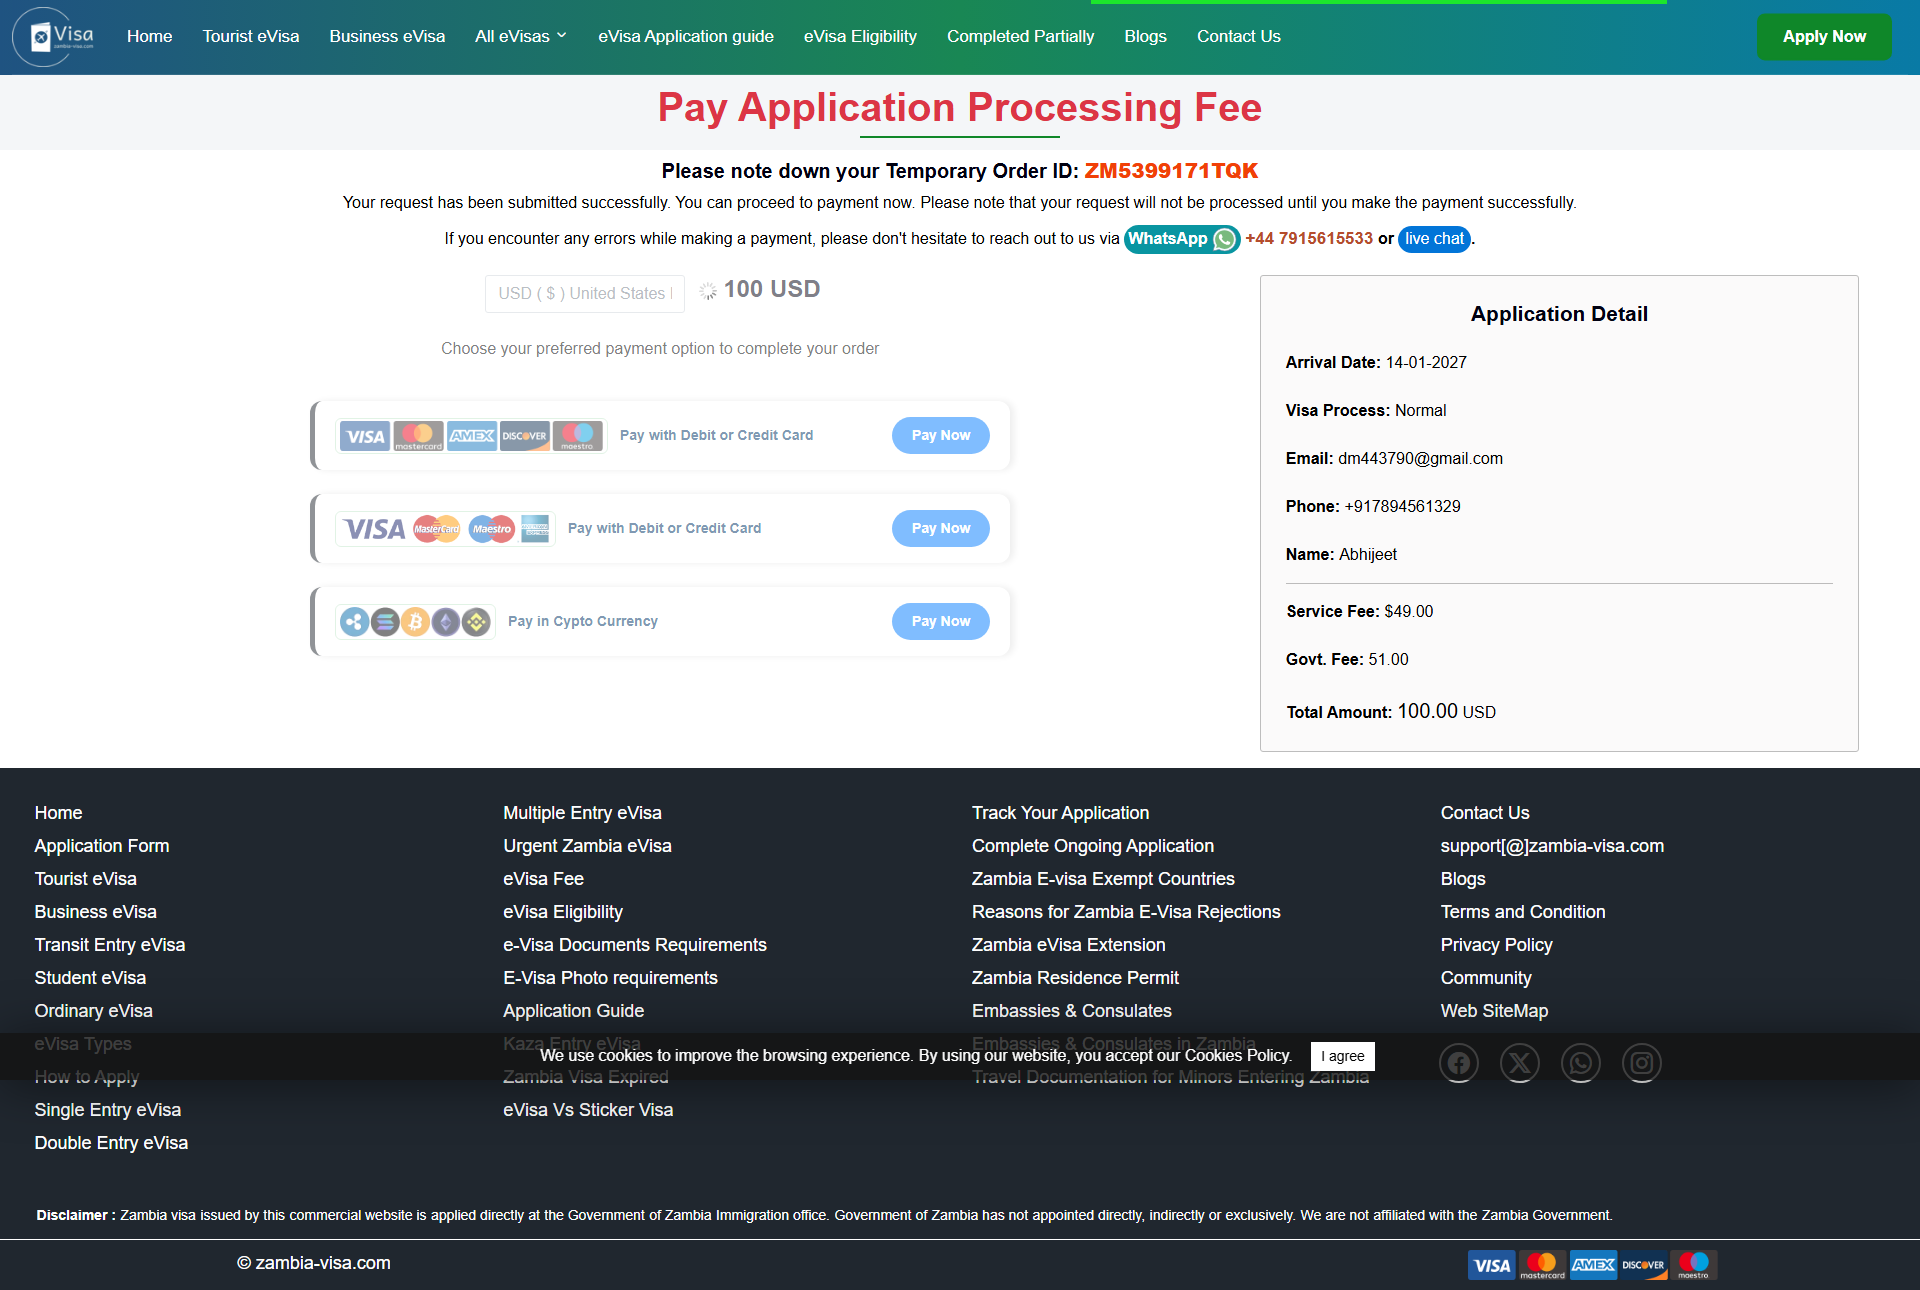 Visa
zambia-visa.com
Home
Tourist eVisa
Business eVisa
All eVisas
eVisa Application guide
eVisa Eligibility
Completed Partially
Blogs
Contact Us
Apply Now
Pay Application Processing Fee
Please note down your Temporary Order ID: ZM5399171TQK
Your request has been submitted successfully. You can proceed to payment now. Please note that your request will not be processed until you make the payment successfully.
If you encounter any errors while making a payment, please don't hesitate to reach out to us via WhatsApp +44 7915615533 or live chat.
USD ( $ ) United States
100 USD
Choose your preferred payment option to complete your order
VISA mastercard AMEX DISCOVER maestro Pay with Debit or Credit Card Pay Now
VISA MasterCard Maestro Pay with Debit or Credit Card Pay Now
Pay in Cypto Currency Pay Now
Application Detail
Arrival Date: 14-01-2027
Visa Process: Normal
Email: dm443790@gmail.com
Phone: +917894561329
Name: Abhijeet
Service Fee: $49.00
Govt. Fee: 51.00
Total Amount: 100.00 USD
Home
Application Form
Tourist eVisa
Business eVisa
Transit Entry eVisa
Student eVisa
Ordinary eVisa
eVisa Types
How to Apply
Single Entry eVisa
Double Entry eVisa
Multiple Entry eVisa
Urgent Zambia eVisa
eVisa Fee
eVisa Eligibility
e-Visa Documents Requirements
E-Visa Photo requirements
Application Guide
Kaza Entry eVisa
Zambia Visa Expired
eVisa Vs Sticker Visa
Track Your Application
Complete Ongoing Application
Zambia E-visa Exempt Countries
Reasons for Zambia E-Visa Rejections
Zambia eVisa Extension
Zambia Residence Permit
Embassies & Consulates
Embassies & Consulates in Zambia
Travel Documentation for Minors Entering Zambia
Contact Us
support[@]zambia-visa.com
Blogs
Terms and Condition
Privacy Policy
Community
Web SiteMap
We use cookies to improve the browsing experience. By using our website, you accept our Cookies Policy. I agree
Disclaimer : Zambia visa issued by this commercial website is applied directly at the Government of Zambia Immigration office. Government of Zambia has not appointed directly, indirectly or exclusively. We are not affiliated with the Zambia Government.
© zambia-visa.com
VISA mastercard AMEX DISCOVER maestro